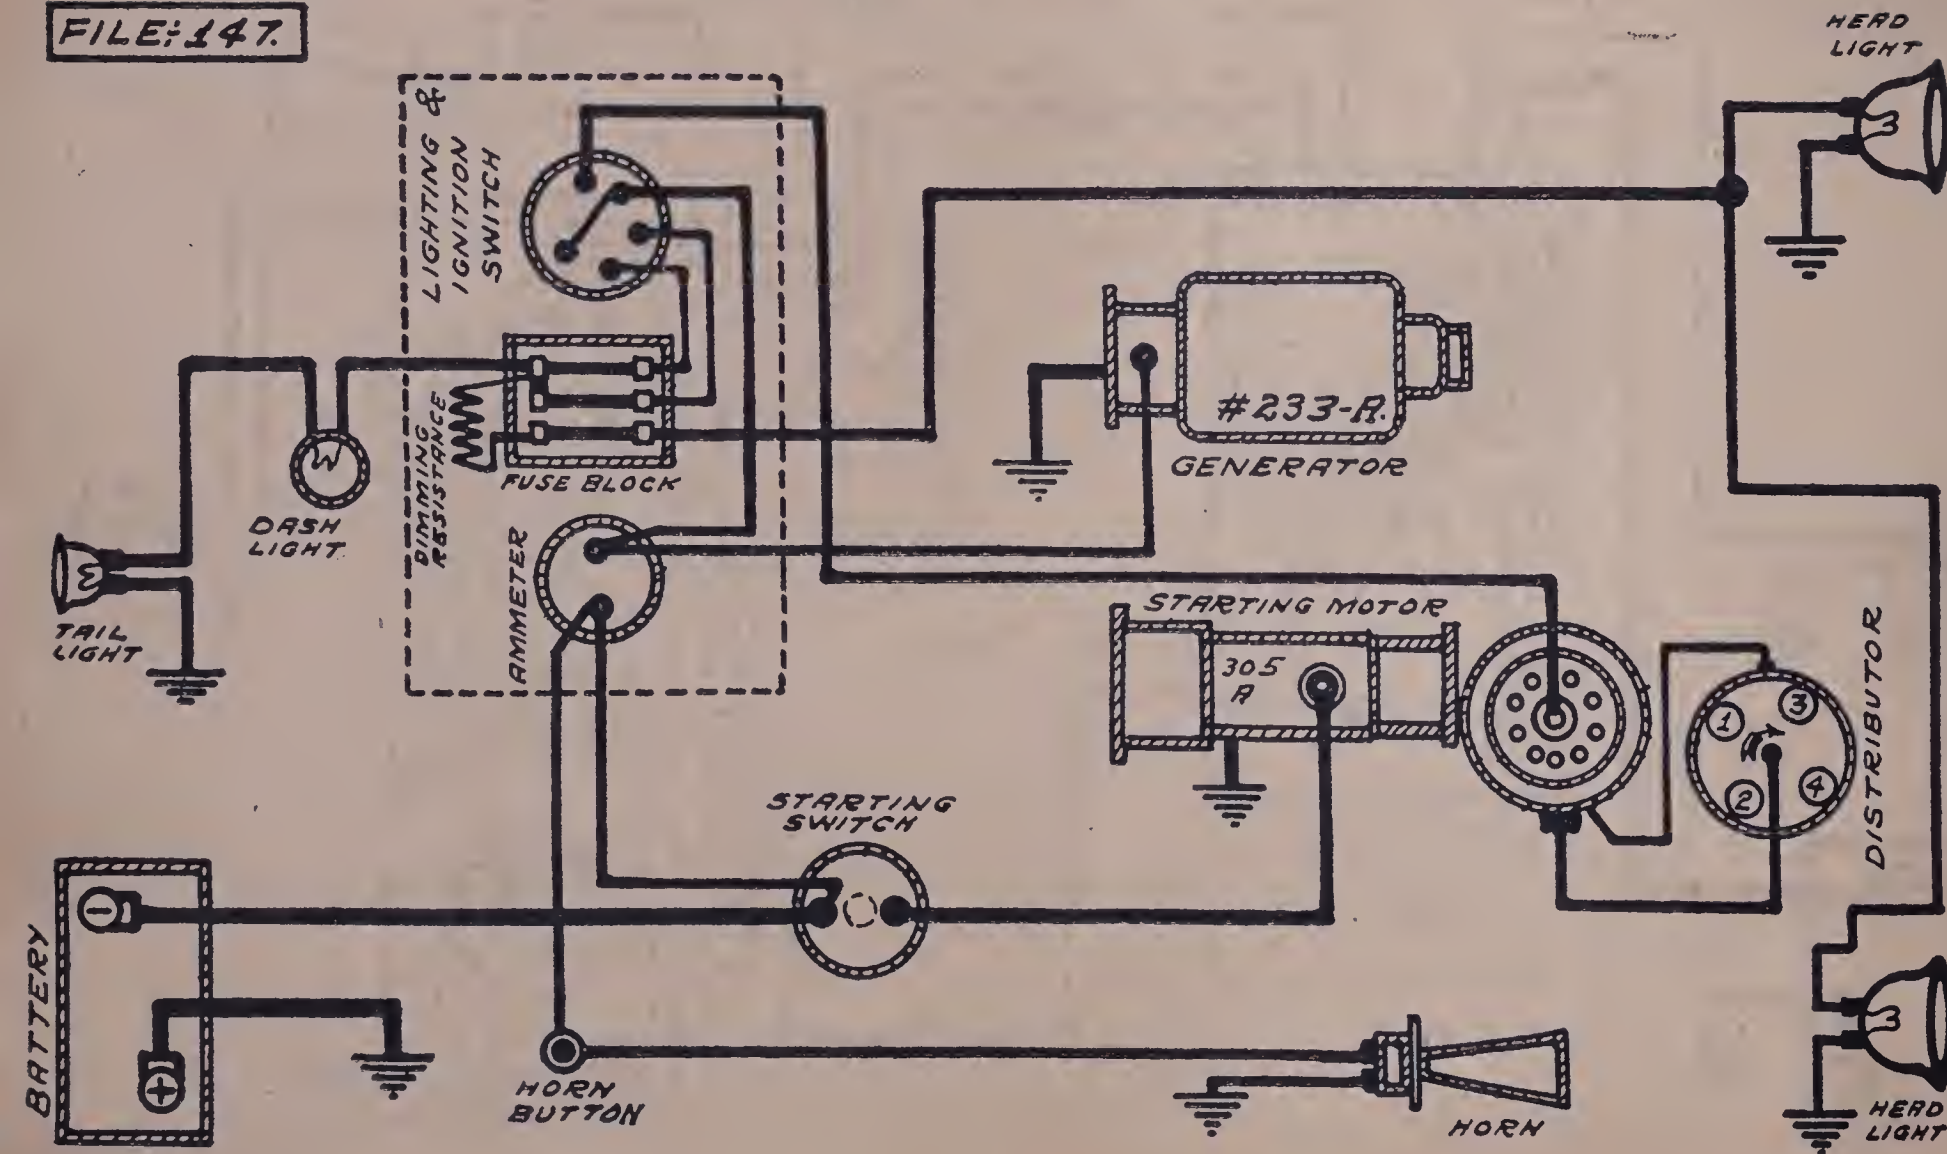 FILE:147.
HEAD
LIGHT
LIGHTING &
IGNITION
SWITCH
DIMMING
RESISTANCE
FUSE BLOCK
#233-A.
GENERATOR
DASH
LIGHT
AMMETER
TAIL
LIGHT
STARTING MOTOR
305
A
1
3
2
4
DISTRIBUTOR
STARTING
SWITCH
BATTERY
−
+
HORN
BUTTON
HORN
HEAD
LIGHT